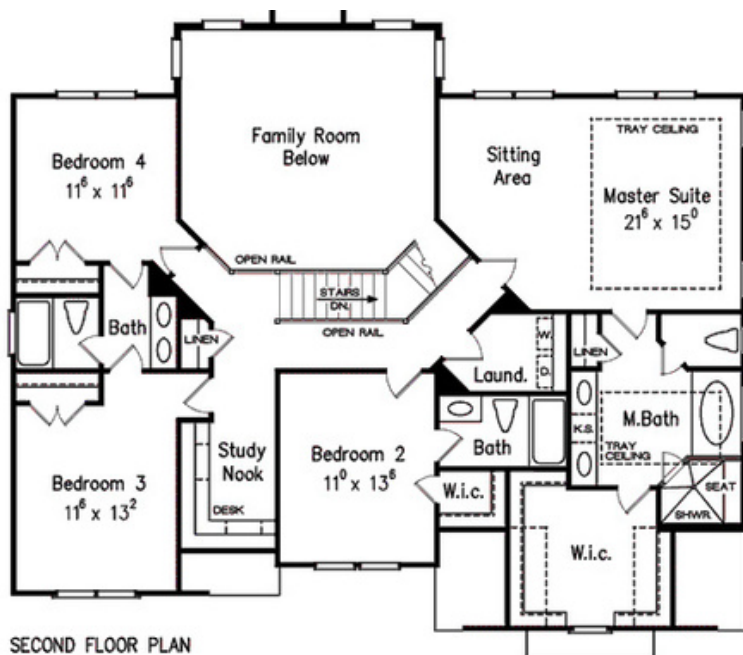 Family Room
Below
Bedroom 4
11⁶ x 11⁶
Sitting
Area
TRAY CEILING
Master Suite
21⁶ x 15⁰
OPEN RAIL
STAIRS
DN.
OPEN RAIL
Bath
LINEN
W.
D.
Laund.
LINEN
M.Bath
K.S.
TRAY
CEILING
SEAT
SHWR.
Bedroom 3
11⁶ x 13²
Study
Nook
DESK
Bedroom 2
11⁰ x 13⁶
Bath
W.i.c.
W.i.c.
SECOND FLOOR PLAN